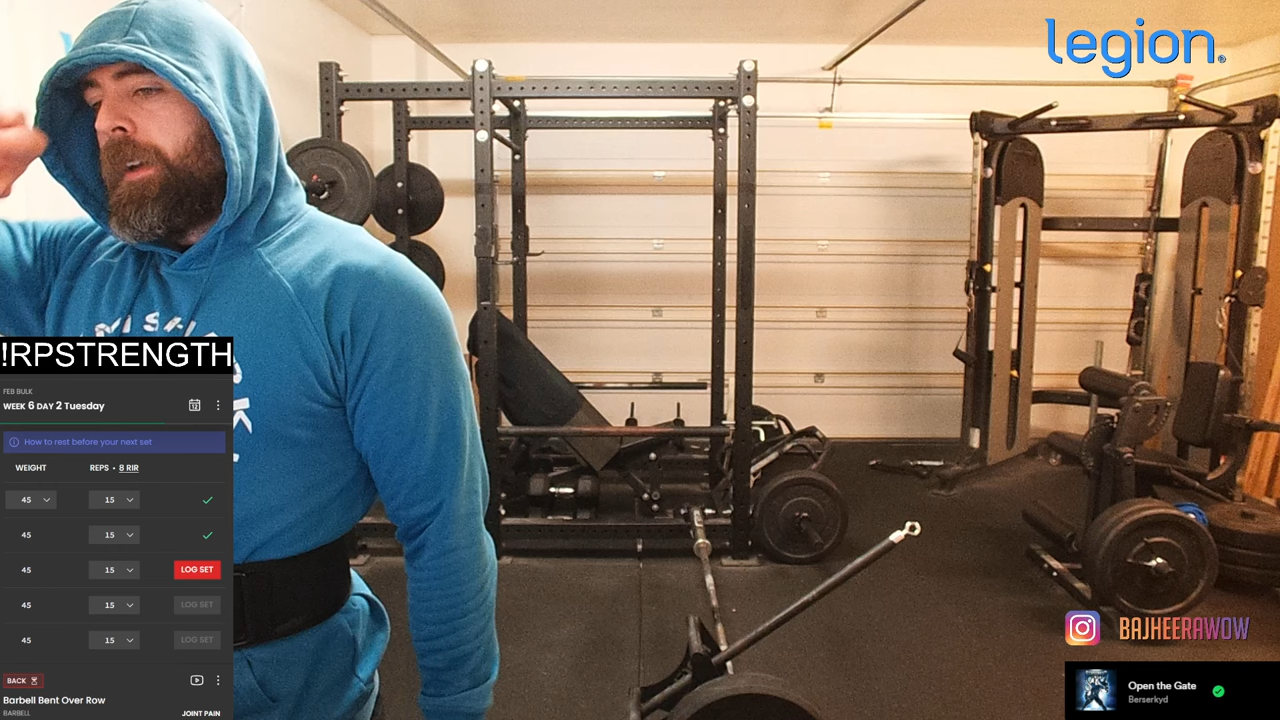 legion.
!RPSTRENGTH
FEB BULK
WEEK 6 DAY 2 Tuesday
12
How to rest before your next set
WEIGHT REPS • 8 RIR
45 15
45 15
45 15 LOG SET
45 15 LOG SET
45 15 LOG SET
BACK
Barbell Bent Over Row
BARBELL JOINT PAIN
BAJHEERAWOW
Open the Gate
Berserkyd